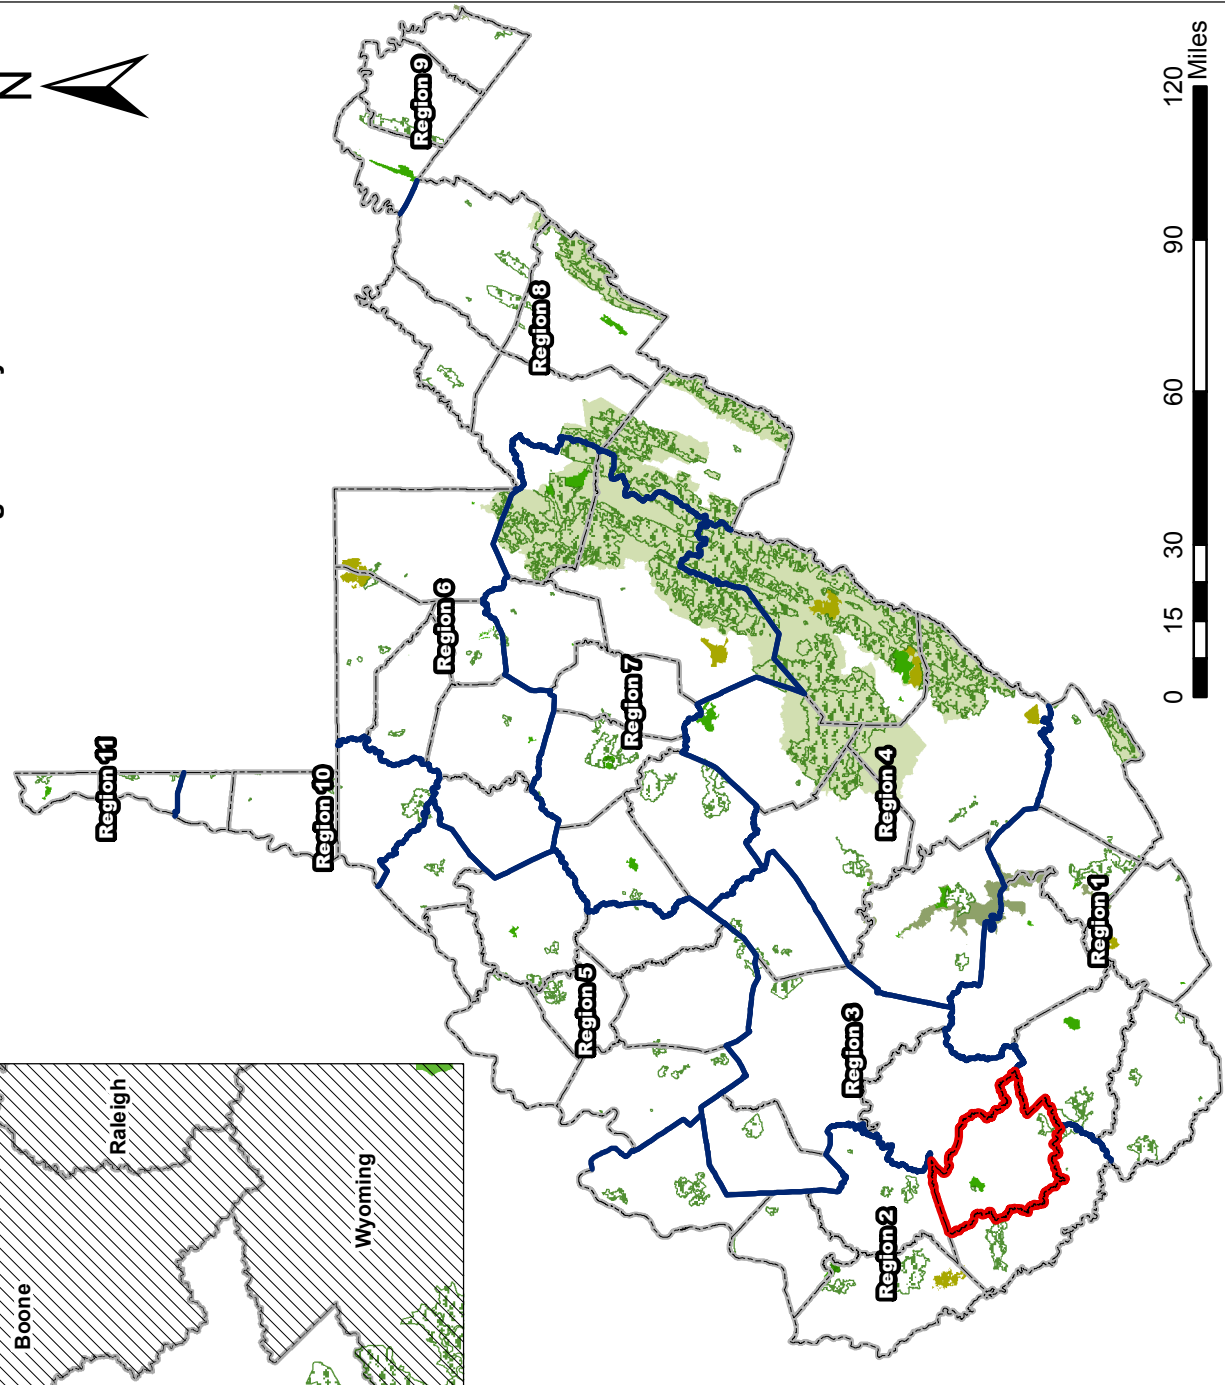 N
Region 9
Region 8
Region 11
Region 10
Region 6
Region 7
Region 4
Region 5
Region 3
Region 1
Region 2
Boone
Raleigh
Wyoming
0
15
30
60
90
120
Miles